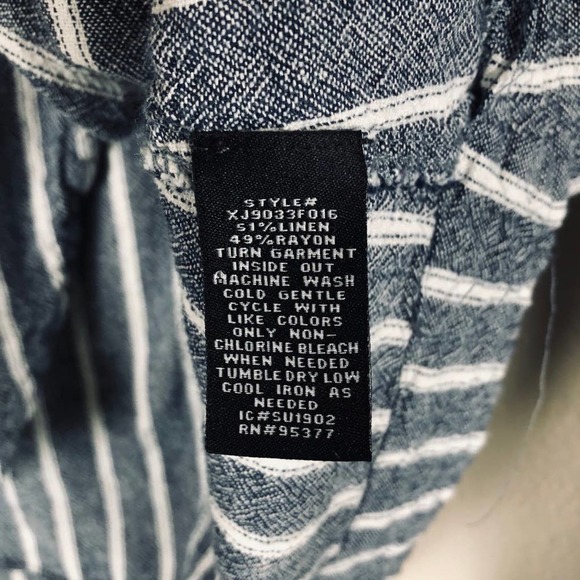 STYLE#
XJ9033F016
51%LINEN
49%RAYON
TURN GARMENT
INSIDE OUT
MACHINE WASH
COLD GENTLE
CYCLE WITH
LIKE COLORS
ONLY NON-
CHLORINE BLEACH
WHEN NEEDED
TUMBLE DRY LOW
COOL IRON AS
NEEDED
IC#SU1902
RN#95377